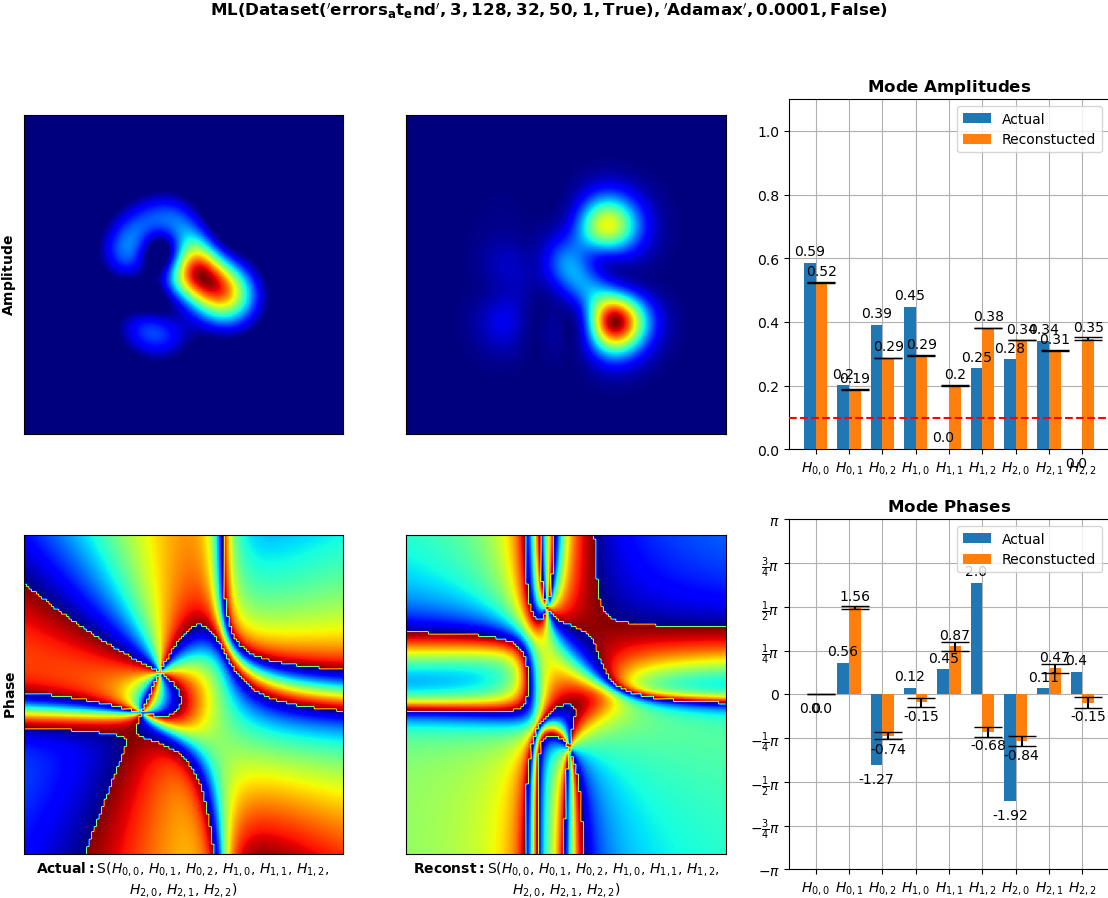 ML(Dataset('errors_at_end', 3, 128, 32, 50, 1, True), 'Adamax', 0.0001, False)
Amplitude
Mode Amplitudes
Actual
Reconstucted
1.0
0.8
0.6
0.4
0.2
0.0
0.59
0.52
0.2
0.19
0.39
0.29
0.45
0.29
0.0
0.2
0.25
0.38
0.28
0.34
0.34
0.31
0.0
0.35
H0,0 H0,1 H0,2 H1,0 H1,1 H1,2 H2,0 H2,1 H2,2
Phase
Mode Phases
Actual
Reconstucted
π
3/4π
1/2π
1/4π
0
−1/4π
−1/2π
−3/4π
−π
0.0
0.0
0.56
1.56
-1.27
-0.74
0.12
-0.15
0.45
0.87
2.0
-0.68
-1.92
-0.84
0.11
0.47
0.4
-0.15
H0,0 H0,1 H0,2 H1,0 H1,1 H1,2 H2,0 H2,1 H2,2
Actual: S(H0,0, H0,1, H0,2, H1,0, H1,1, H1,2,
H2,0, H2,1, H2,2)
Reconst: S(H0,0, H0,1, H0,2, H1,0, H1,1, H1,2,
H2,0, H2,1, H2,2)